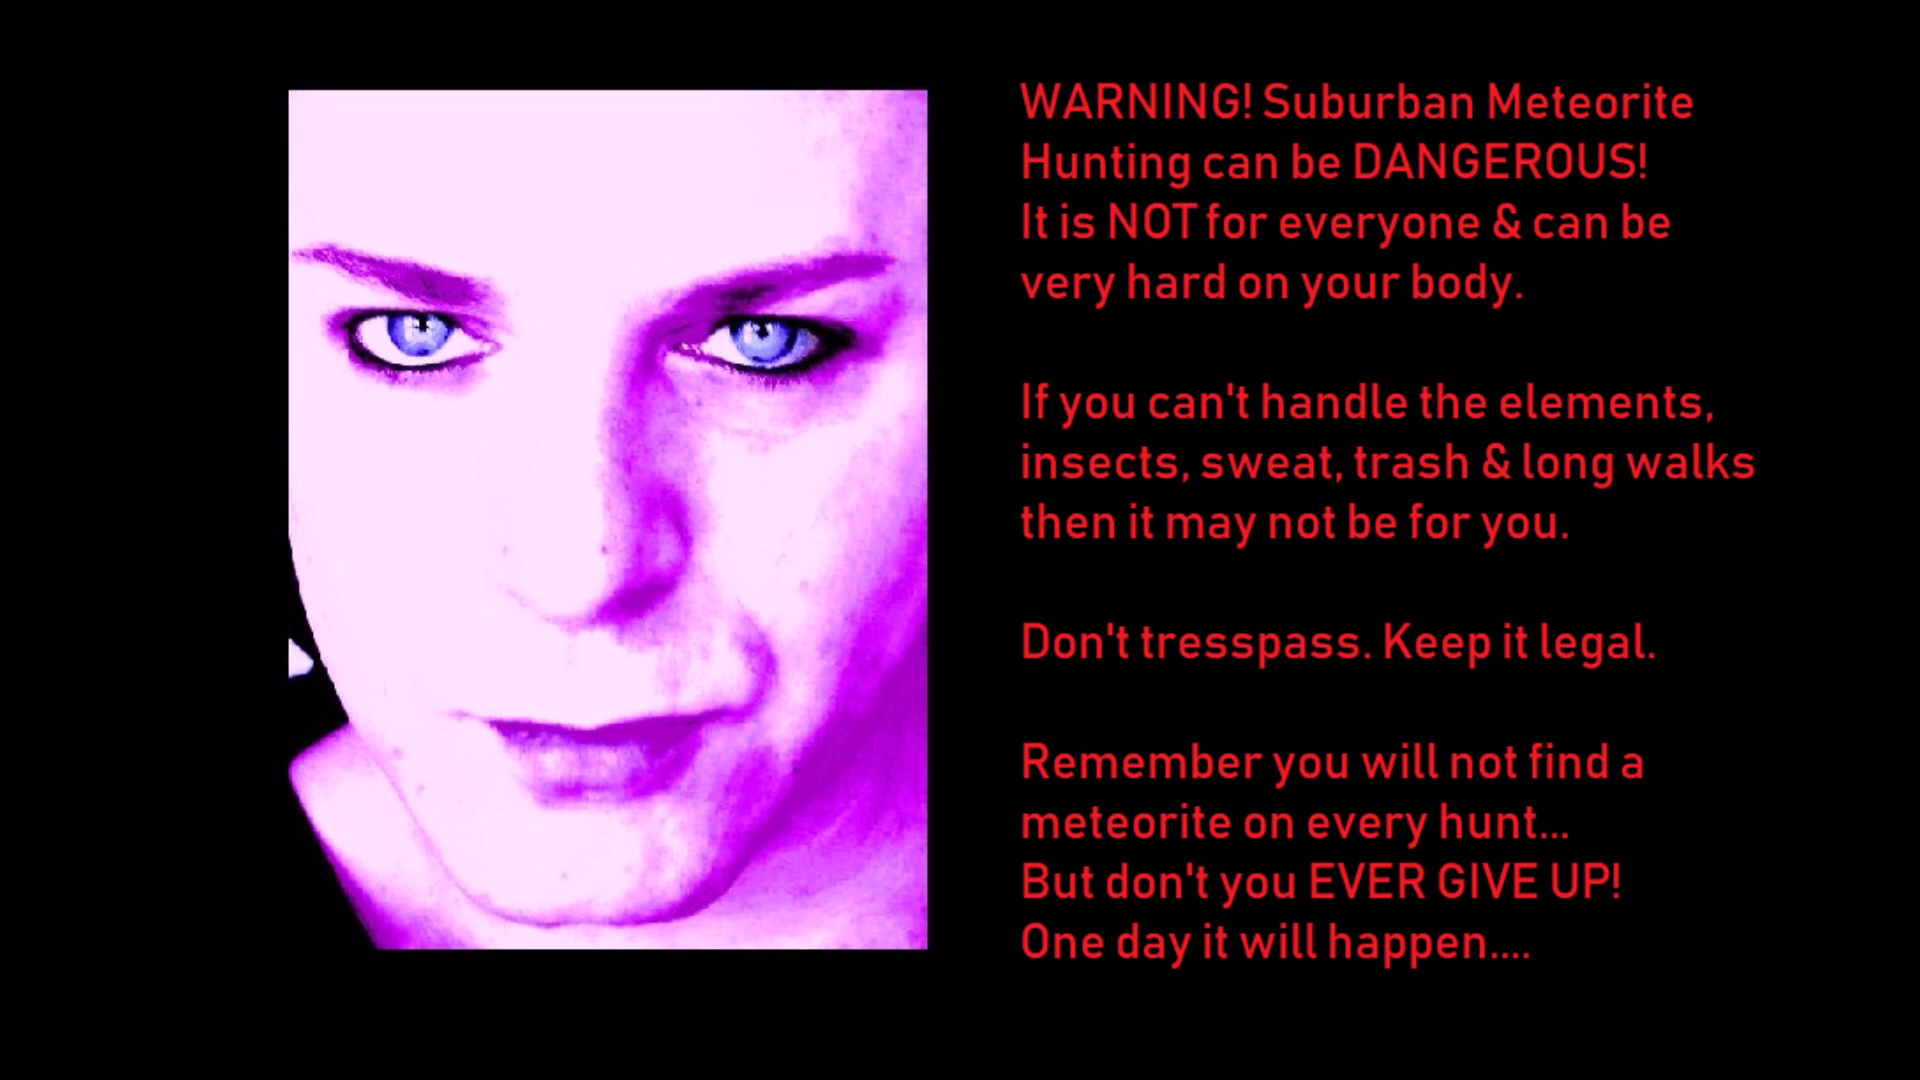 WARNING! Suburban Meteorite
Hunting can be DANGEROUS!
It is NOT for everyone & can be
very hard on your body.
If you can't handle the elements,
insects, sweat, trash & long walks
then it may not be for you.
Don't tresspass. Keep it legal.
Remember you will not find a
meteorite on every hunt...
But don't you EVER GIVE UP!
One day it will happen....